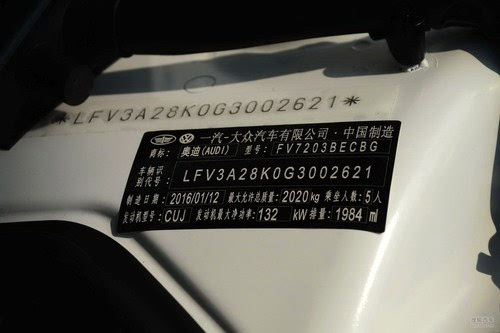 *LFV3A28K0G3002621*
一汽-大众汽车有限公司·中国制造
商标: 奥迪(AUDI) 型号: FV7203BECBG
车辆识别代号: LFV3A28K0G3002621
制造日期 2016/01/12 最大允许总质量: 2020kg 乘坐人数: 5人
发动机型号 CUJ 发动机最大净功率: 132 kW 排量: 1984 ml